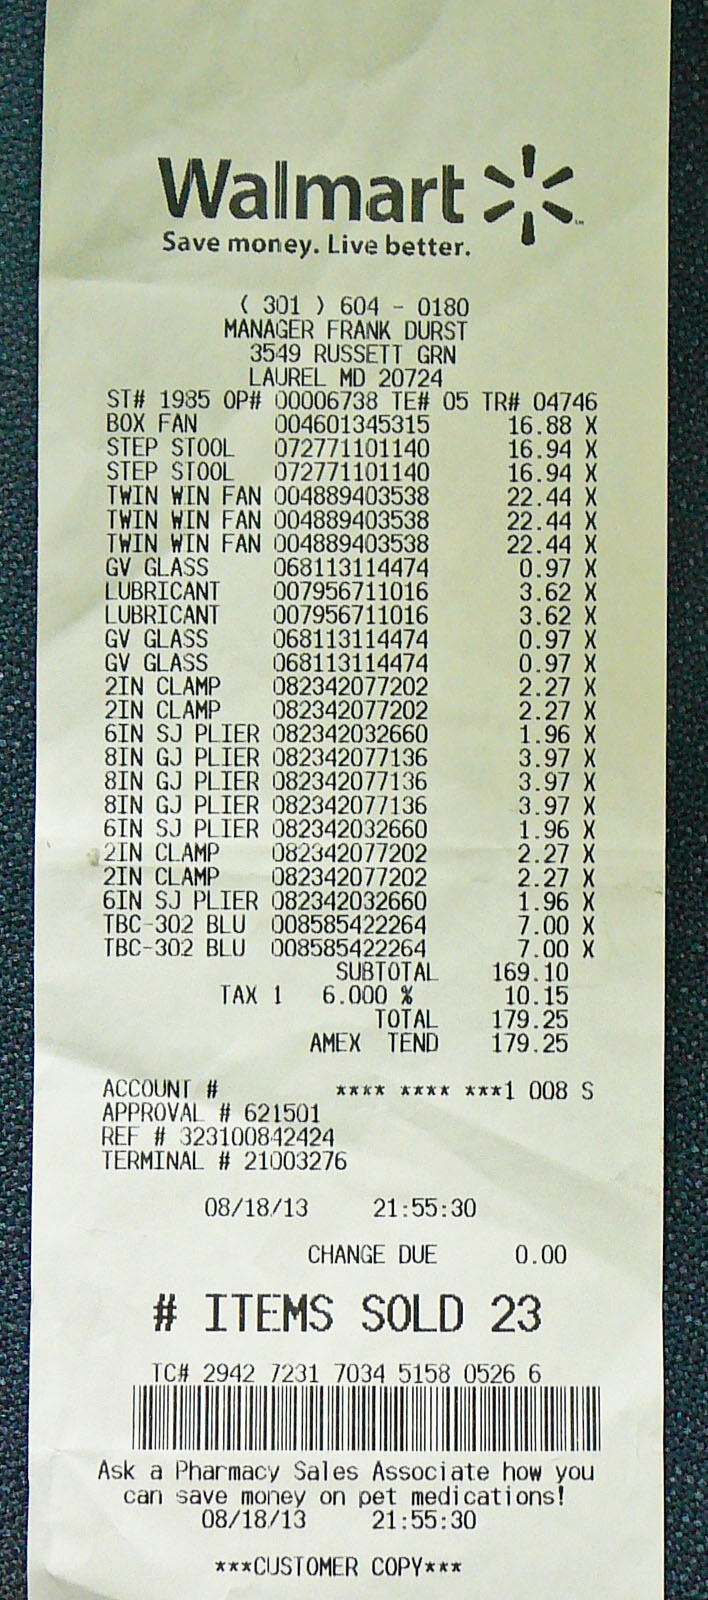 Walmart
Save money. Live better.
( 301 ) 604 - 0180
MANAGER FRANK DURST
3549 RUSSETT GRN
LAUREL MD 20724
ST# 1985 OP# 00006738 TE# 05 TR# 04746
BOX FAN 004601345315 16.88 X
STEP STOOL 072771101140 16.94 X
STEP STOOL 072771101140 16.94 X
TWIN WIN FAN 004889403538 22.44 X
TWIN WIN FAN 004889403538 22.44 X
TWIN WIN FAN 004889403538 22.44 X
GV GLASS 068113114474 0.97 X
LUBRICANT 007956711016 3.62 X
LUBRICANT 007956711016 3.62 X
GV GLASS 068113114474 0.97 X
GV GLASS 068113114474 0.97 X
2IN CLAMP 082342077202 2.27 X
2IN CLAMP 082342077202 2.27 X
6IN SJ PLIER 082342032660 1.96 X
8IN GJ PLIER 082342077136 3.97 X
8IN GJ PLIER 082342077136 3.97 X
8IN GJ PLIER 082342077136 3.97 X
6IN SJ PLIER 082342032660 1.96 X
2IN CLAMP 082342077202 2.27 X
2IN CLAMP 082342077202 2.27 X
6IN SJ PLIER 082342032660 1.96 X
TBC-302 BLU 008585422264 7.00 X
TBC-302 BLU 008585422264 7.00 X
SUBTOTAL 169.10
TAX 1 6.000 % 10.15
TOTAL 179.25
AMEX TEND 179.25
ACCOUNT # **** **** ***1 008 S
APPROVAL # 621501
REF # 323100842424
TERMINAL # 21003276
08/18/13 21:55:30
CHANGE DUE 0.00
# ITEMS SOLD 23
TC# 2942 7231 7034 5158 0526 6
Ask a Pharmacy Sales Associate how you
can save money on pet medications!
08/18/13 21:55:30
***CUSTOMER COPY***